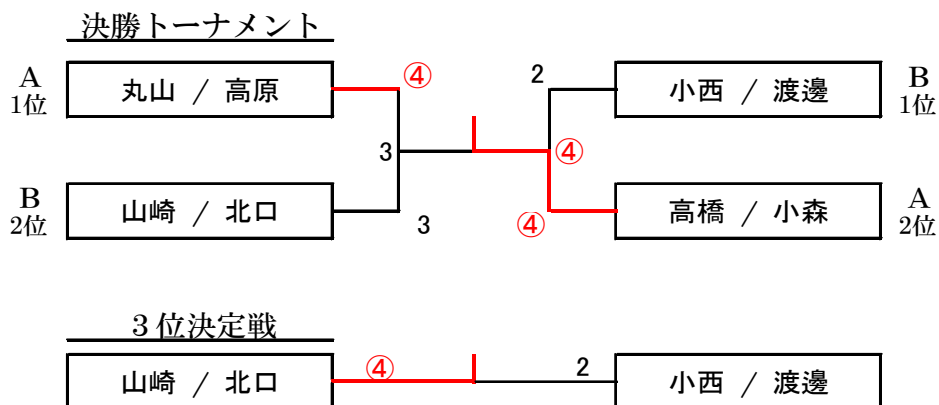 決勝トーナメント
A 1位 丸山 / 高原 ④ 2 小西 / 渡邊 B 1位
3 ④
B 2位 山崎 / 北口 3 ④ 高橋 / 小森 A 2位
３位決定戦
山崎 / 北口 ④ 2 小西 / 渡邊